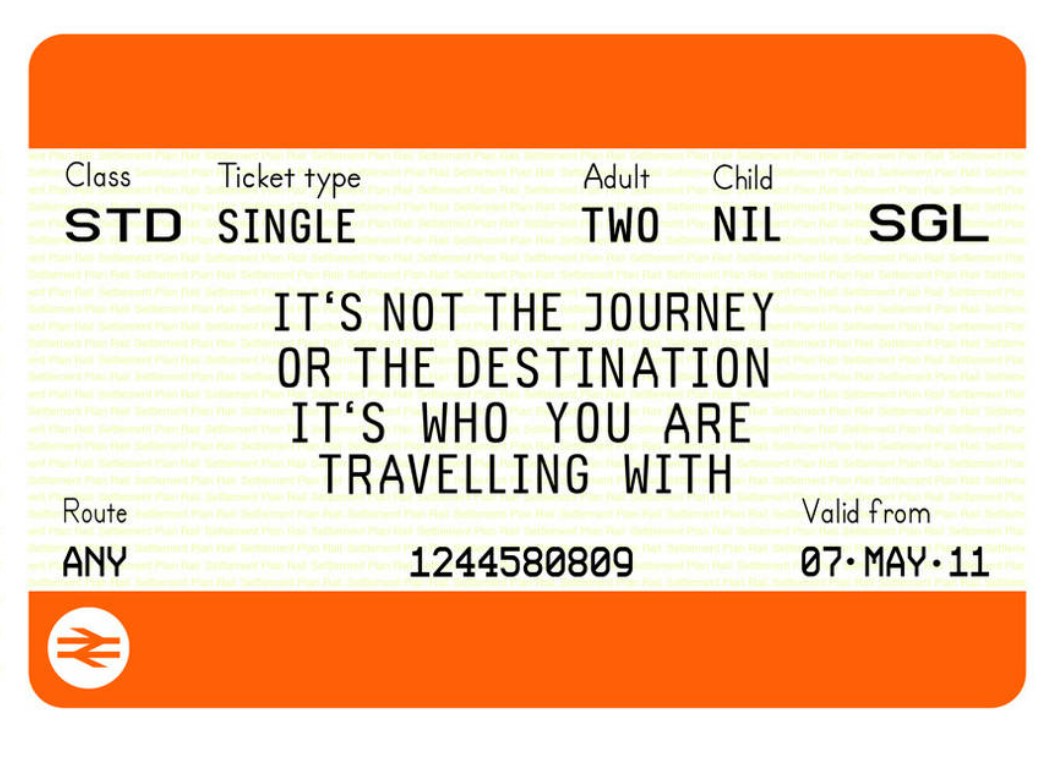 Class Ticket type Adult Child
STD SINGLE TWO NIL SGL
IT‘S NOT THE JOURNEY
OR THE DESTINATION
IT‘S WHO YOU ARE
TRAVELLING WITH
Route Valid from
ANY 1244580809 07·MAY·11